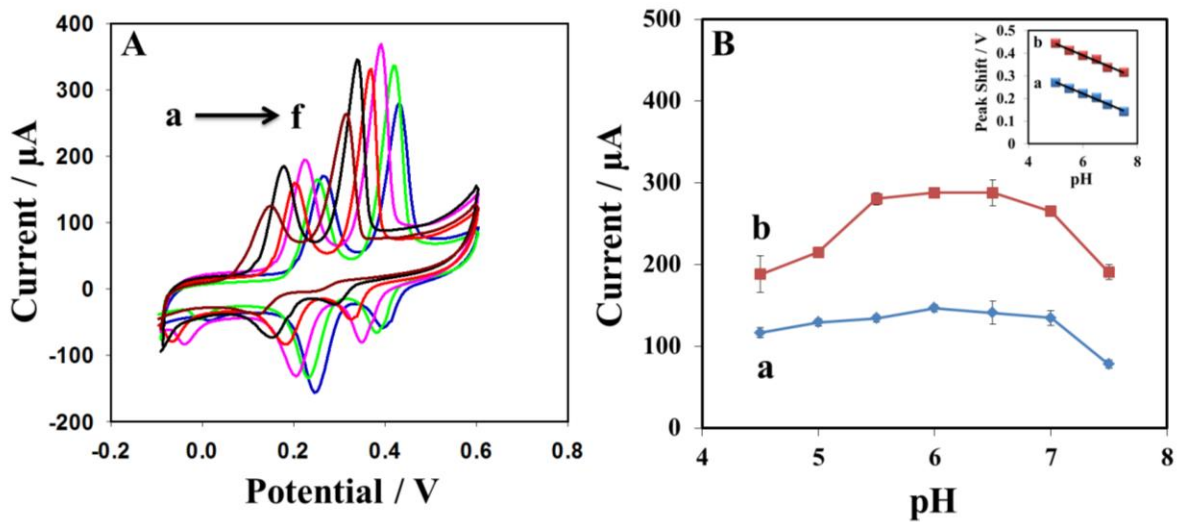 A
a f
400
300
200
100
0
-100
-200
-0.2 0.0 0.2 0.4 0.6 0.8
Current / µA
Potential / V
B
500
400
300
200
100
0
4 5 6 7 8
Current / µA
pH
b
a
0.5
0.4
0.3
0.2
0.1
0
4 6 8
Peak Shift / V
pH
b
a